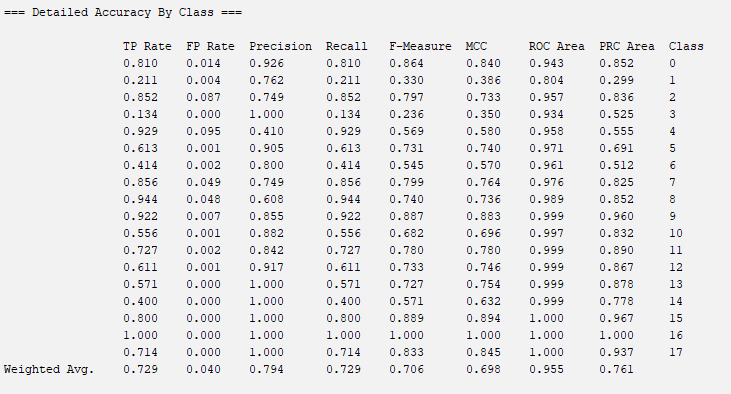 === Detailed Accuracy By Class ===
TP Rate FP Rate Precision Recall F-Measure MCC ROC Area PRC Area Class
0.810 0.014 0.926 0.810 0.864 0.840 0.943 0.852 0
0.211 0.004 0.762 0.211 0.330 0.386 0.804 0.299 1
0.852 0.087 0.749 0.852 0.797 0.733 0.957 0.836 2
0.134 0.000 1.000 0.134 0.236 0.350 0.934 0.525 3
0.929 0.095 0.410 0.929 0.569 0.580 0.958 0.555 4
0.613 0.001 0.905 0.613 0.731 0.740 0.971 0.691 5
0.414 0.002 0.800 0.414 0.545 0.570 0.961 0.512 6
0.856 0.049 0.749 0.856 0.799 0.764 0.976 0.825 7
0.944 0.048 0.608 0.944 0.740 0.736 0.989 0.852 8
0.922 0.007 0.855 0.922 0.887 0.883 0.999 0.960 9
0.556 0.001 0.882 0.556 0.682 0.696 0.997 0.832 10
0.727 0.002 0.842 0.727 0.780 0.780 0.999 0.890 11
0.611 0.001 0.917 0.611 0.733 0.746 0.999 0.867 12
0.571 0.000 1.000 0.571 0.727 0.754 0.999 0.878 13
0.400 0.000 1.000 0.400 0.571 0.632 0.999 0.778 14
0.800 0.000 1.000 0.800 0.889 0.894 1.000 0.967 15
1.000 0.000 1.000 1.000 1.000 1.000 1.000 1.000 16
0.714 0.000 1.000 0.714 0.833 0.845 1.000 0.937 17
Weighted Avg. 0.729 0.040 0.794 0.729 0.706 0.698 0.955 0.761